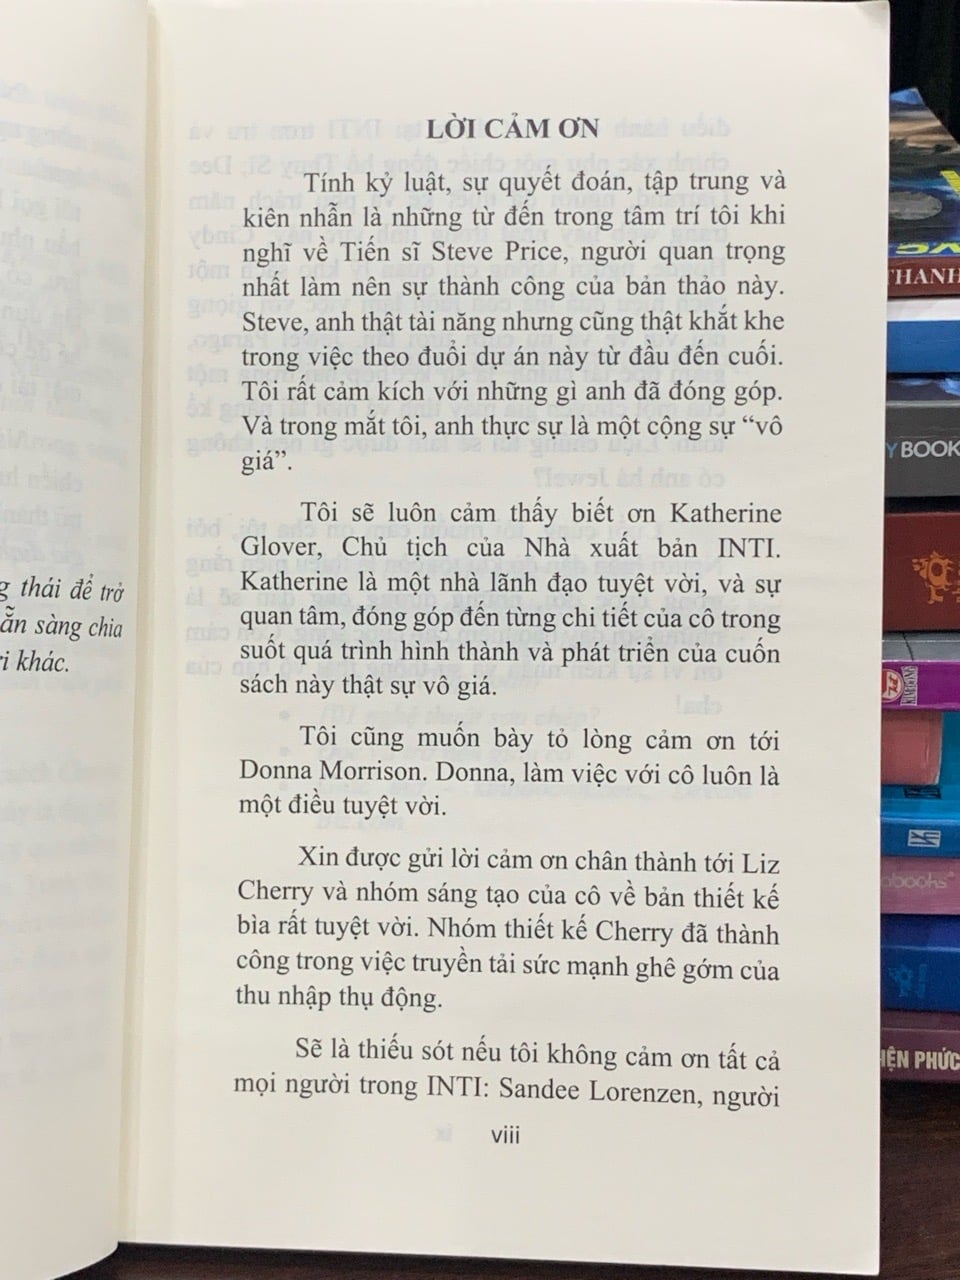 LỜI CẢM ƠN
Tính kỷ luật, sự quyết đoán, tập trung và
kiên nhẫn là những từ đến trong tâm trí tôi khi
nghĩ về Tiến sĩ Steve Price, người quan trọng
nhất làm nên sự thành công của bản thảo này.
Steve, anh thật tài năng nhưng cũng thật khắt khe
trong việc theo đuổi dự án này từ đầu đến cuối.
Tôi rất cảm kích với những gì anh đã đóng góp.
Và trong mắt tôi, anh thực sự là một cộng sự “vô
giá”.
Tôi sẽ luôn cảm thấy biết ơn Katherine
Glover, Chủ tịch của Nhà xuất bản INTI.
Katherine là một nhà lãnh đạo tuyệt vời, và sự
quan tâm, đóng góp đến từng chi tiết của cô trong
suốt quá trình hình thành và phát triển của cuốn
sách này thật sự vô giá.
Tôi cũng muốn bày tỏ lòng cảm ơn tới
Donna Morrison. Donna, làm việc với cô luôn là
một điều tuyệt vời.
Xin được gửi lời cảm ơn chân thành tới Liz
Cherry và nhóm sáng tạo của cô về bản thiết kế
bìa rất tuyệt vời. Nhóm thiết kế Cherry đã thành
công trong việc truyền tải sức mạnh ghê gớm của
thu nhập thụ động.
Sẽ là thiếu sót nếu tôi không cảm ơn tất cả
mọi người trong INTI: Sandee Lorenzen, người
viii
thái để trở
sàng chia
khác.
THANH
BOOK
PHÚC